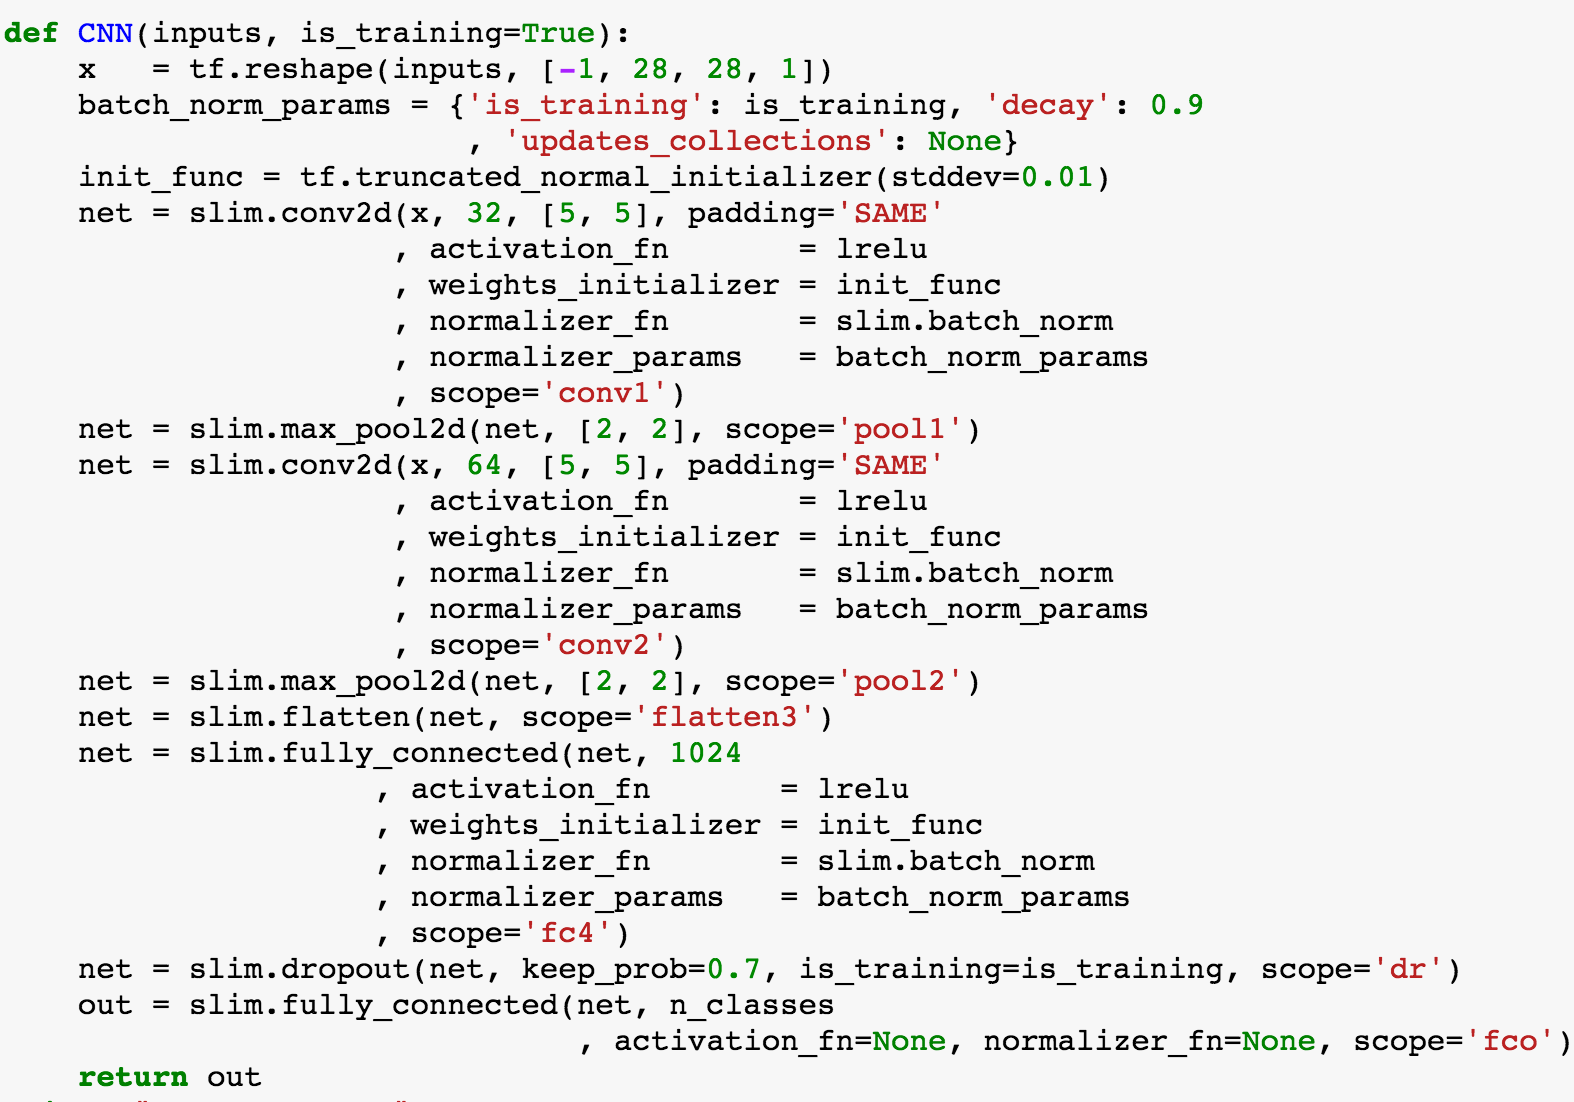 def CNN(inputs, is_training=True):
    x   = tf.reshape(inputs, [-1, 28, 28, 1])
    batch_norm_params = {'is_training': is_training, 'decay': 0.9
                         , 'updates_collections': None}
    init_func = tf.truncated_normal_initializer(stddev=0.01)
    net = slim.conv2d(x, 32, [5, 5], padding='SAME'
                     , activation_fn       = lrelu
                     , weights_initializer = init_func
                     , normalizer_fn       = slim.batch_norm
                     , normalizer_params   = batch_norm_params
                     , scope='conv1')
    net = slim.max_pool2d(net, [2, 2], scope='pool1')
    net = slim.conv2d(x, 64, [5, 5], padding='SAME'
                     , activation_fn       = lrelu
                     , weights_initializer = init_func
                     , normalizer_fn       = slim.batch_norm
                     , normalizer_params   = batch_norm_params
                     , scope='conv2')
    net = slim.max_pool2d(net, [2, 2], scope='pool2')
    net = slim.flatten(net, scope='flatten3')
    net = slim.fully_connected(net, 1024
                    , activation_fn       = lrelu
                    , weights_initializer = init_func
                    , normalizer_fn       = slim.batch_norm
                    , normalizer_params   = batch_norm_params
                    , scope='fc4')
    net = slim.dropout(net, keep_prob=0.7, is_training=is_training, scope='dr')
    out = slim.fully_connected(net, n_classes
                               , activation_fn=None, normalizer_fn=None, scope='fco')
    return out